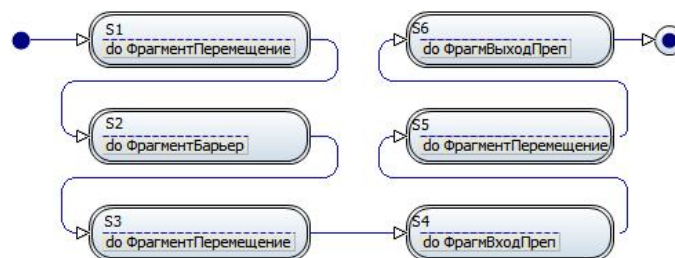 S1
do ФрагментПеремещение
S2
do ФрагментБарьер
S3
do ФрагментПеремещение
S4
do ФрагмВходПреп
S5
do ФрагментПеремещение
S6
do ФрагмВыходПреп